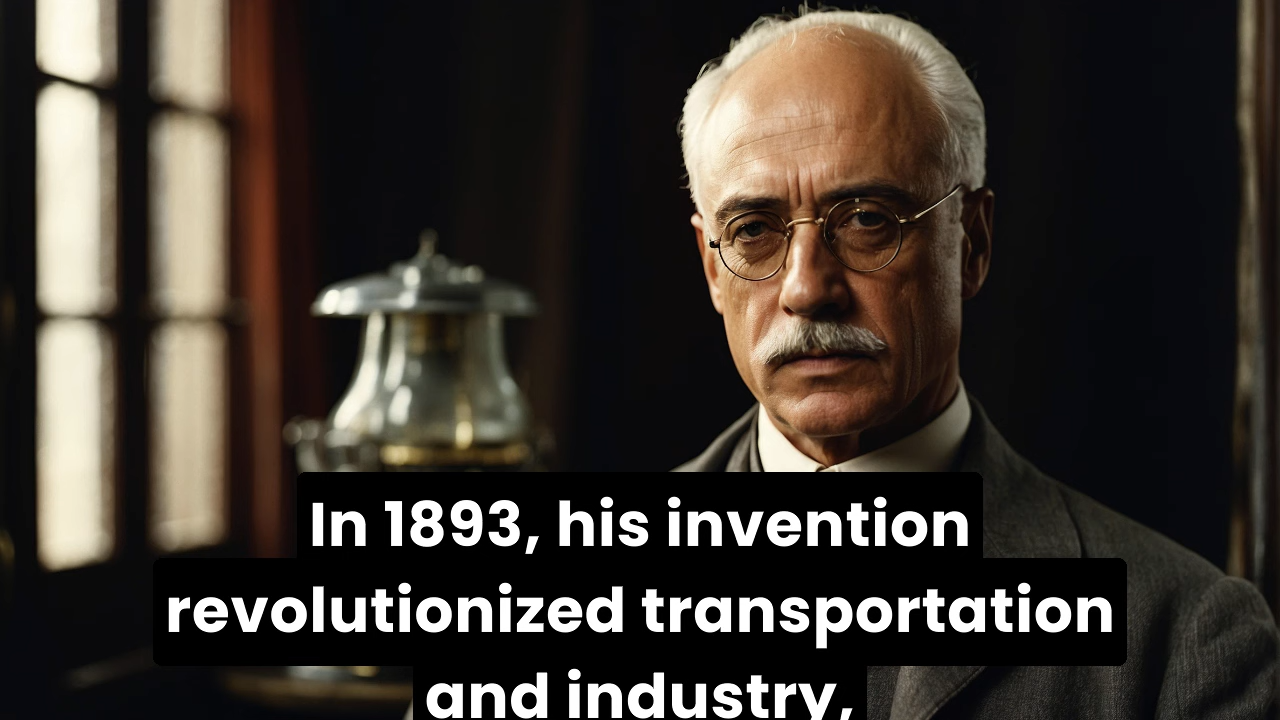 In 1893, his invention
revolutionized transportation
and industry,